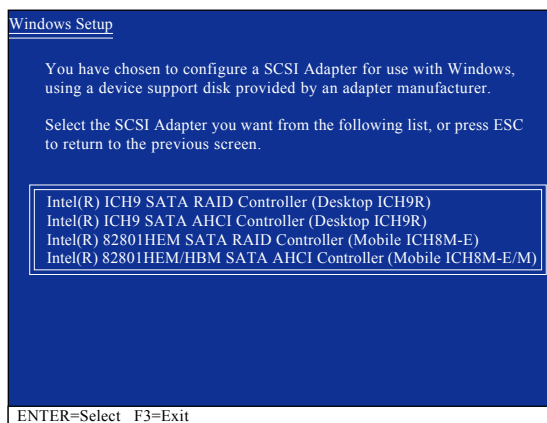 Windows Setup
You have chosen to configure a SCSI Adapter for use with Windows,
using a device support disk provided by an adapter manufacturer.
Select the SCSI Adapter you want from the following list, or press ESC
to return to the previous screen.
Intel(R) ICH9 SATA RAID Controller (Desktop ICH9R)
Intel(R) ICH9 SATA AHCI Controller (Desktop ICH9R)
Intel(R) 82801HEM SATA RAID Controller (Mobile ICH8M-E)
Intel(R) 82801HEM/HBM SATA AHCI Controller (Mobile ICH8M-E/M)
ENTER=Select F3=Exit